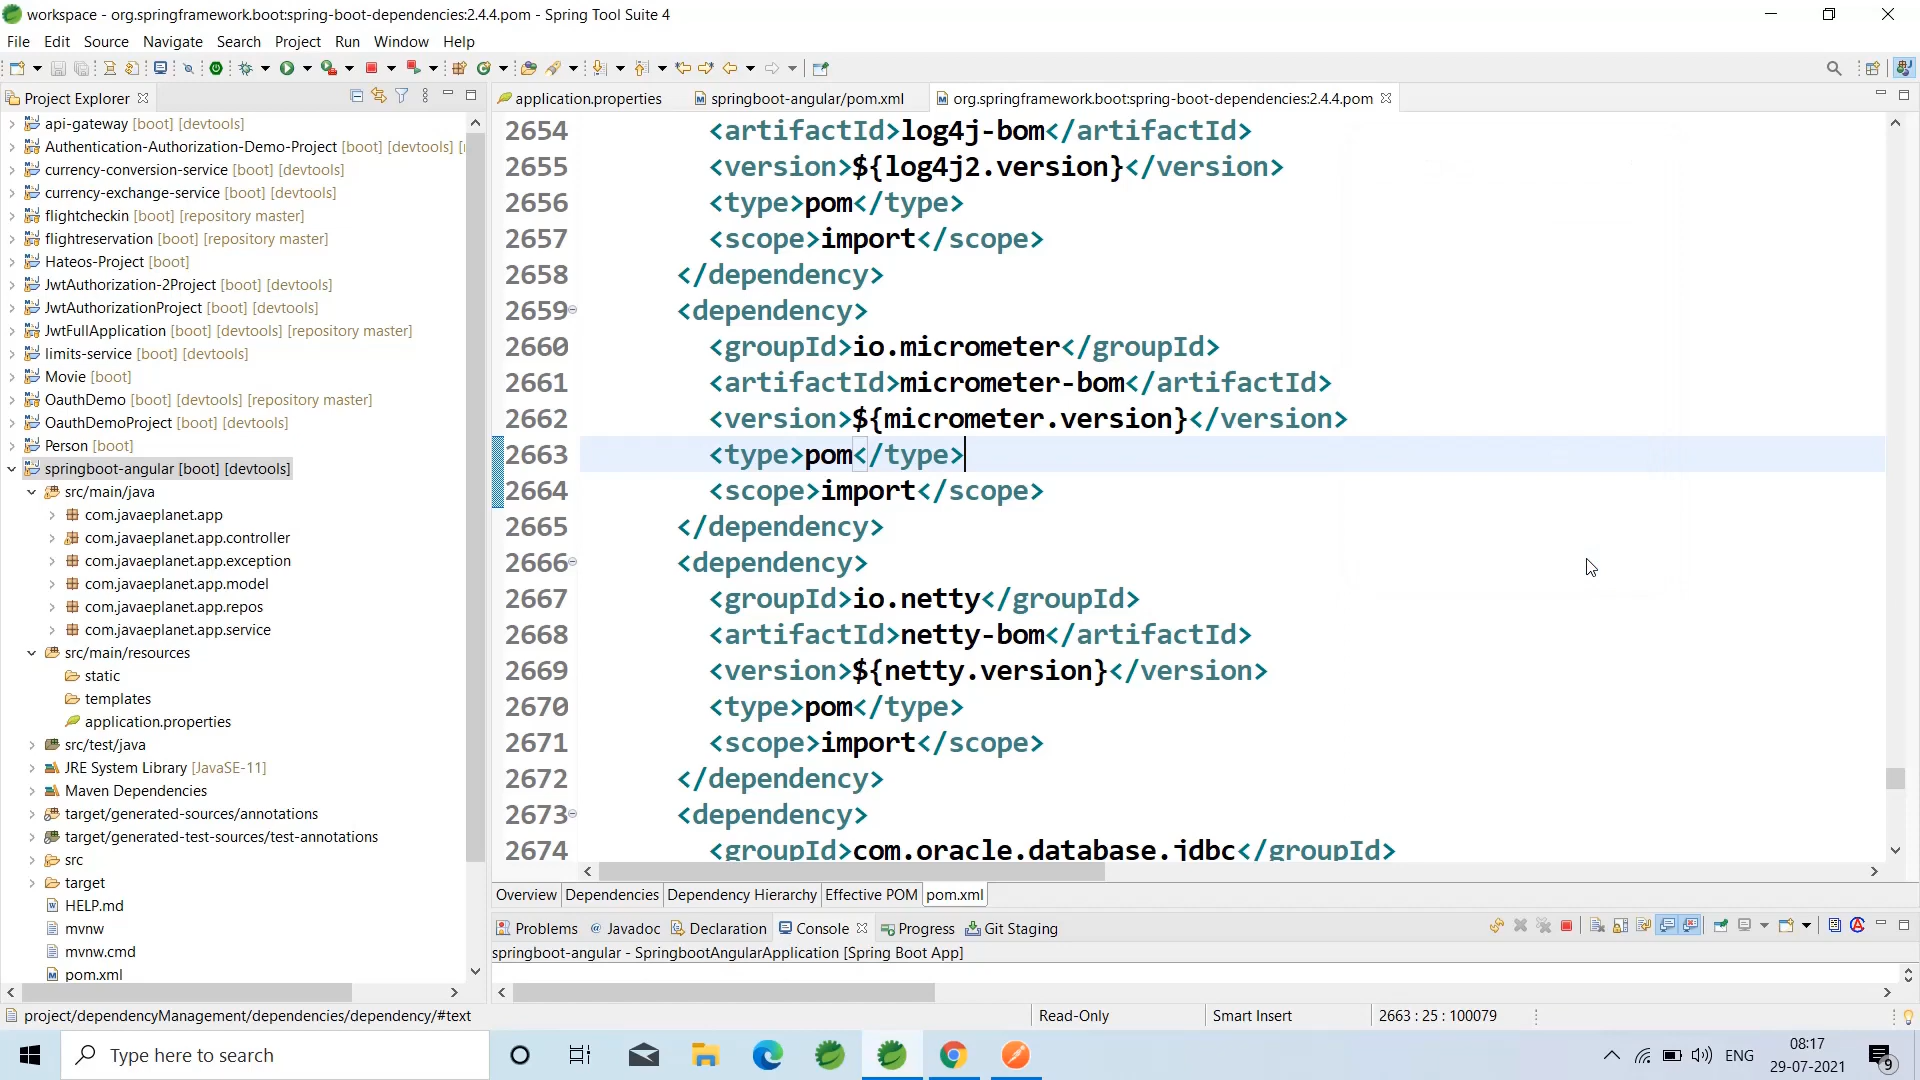 workspace - org.springframework.boot:spring-boot-dependencies:2.4.4.pom - Spring Tool Suite 4
File Edit Source Navigate Search Project Run Window Help
Project Explorer
application.properties
springboot-angular/pom.xml
org.springframework.boot:spring-boot-dependencies:2.4.4.pom
api-gateway [boot] [devtools]
Authentication-Authorization-Demo-Project [boot] [devtools] [
currency-conversion-service [boot] [devtools]
currency-exchange-service [boot] [devtools]
flightcheckin [boot] [repository master]
flightreservation [boot] [repository master]
Hateos-Project [boot]
JwtAuthorization-2Project [boot] [devtools]
JwtAuthorizationProject [boot] [devtools]
JwtFullApplication [boot] [devtools] [repository master]
limits-service [boot] [devtools]
Movie [boot]
OauthDemo [boot] [devtools] [repository master]
OauthDemoProject [boot] [devtools]
Person [boot]
springboot-angular [boot] [devtools]
src/main/java
com.javaeplanet.app
com.javaeplanet.app.controller
com.javaeplanet.app.exception
com.javaeplanet.app.model
com.javaeplanet.app.repos
com.javaeplanet.app.service
src/main/resources
static
templates
application.properties
src/test/java
JRE System Library [JavaSE-11]
Maven Dependencies
target/generated-sources/annotations
target/generated-test-sources/test-annotations
src
target
HELP.md
mvnw
mvnw.cmd
pom.xml
2654 <artifactId>log4j-bom</artifactId>
2655 <version>${log4j2.version}</version>
2656 <type>pom</type>
2657 <scope>import</scope>
2658 </dependency>
2659 <dependency>
2660 <groupId>io.micrometer</groupId>
2661 <artifactId>micrometer-bom</artifactId>
2662 <version>${micrometer.version}</version>
2663 <type>pom</type>
2664 <scope>import</scope>
2665 </dependency>
2666 <dependency>
2667 <groupId>io.netty</groupId>
2668 <artifactId>netty-bom</artifactId>
2669 <version>${netty.version}</version>
2670 <type>pom</type>
2671 <scope>import</scope>
2672 </dependency>
2673 <dependency>
2674 <groupId>com.oracle.database.jdbc</groupId>
Overview Dependencies Dependency Hierarchy Effective POM pom.xml
Problems @ Javadoc Declaration Console Progress Git Staging
springboot-angular - SpringbootAngularApplication [Spring Boot App]
project/dependencyManagement/dependencies/dependency/#text
Read-Only
Smart Insert
2663 : 25 : 100079
Type here to search
ENG
08:17
29-07-2021
9